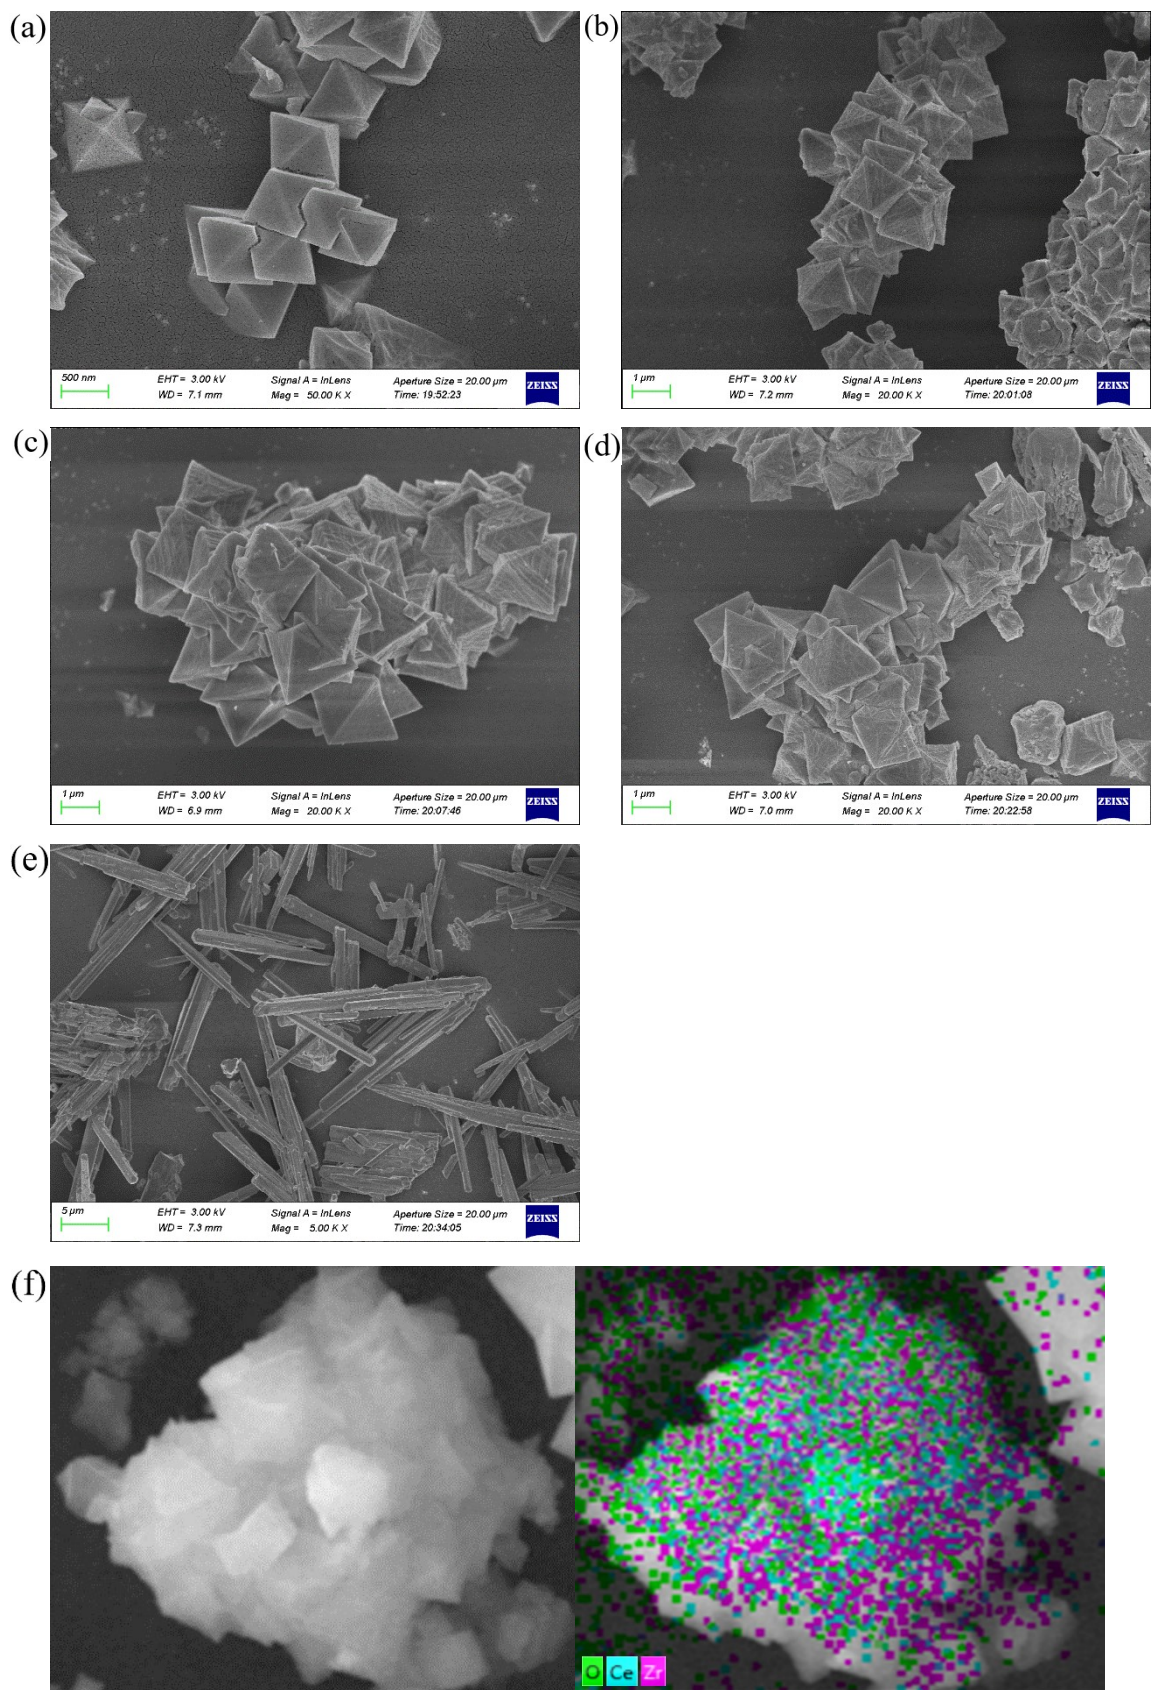 (a)
500 nm
EHT = 3.00 kV
WD = 7.1 mm
Signal A = InLens
Mag = 50.00 K X
Aperture Size = 20.00 µm
Time: 19:52:23
ZEISS
(b)
1 µm
EHT = 3.00 kV
WD = 7.2 mm
Signal A = InLens
Mag = 20.00 K X
Aperture Size = 20.00 µm
Time: 20:01:08
ZEISS
(c)
1 µm
EHT = 3.00 kV
WD = 6.9 mm
Signal A = InLens
Mag = 20.00 K X
Aperture Size = 20.00 µm
Time: 20:07:46
ZEISS
(d)
1 µm
EHT = 3.00 kV
WD = 7.0 mm
Signal A = InLens
Mag = 20.00 K X
Aperture Size = 20.00 µm
Time: 20:22:58
ZEISS
(e)
5 µm
EHT = 3.00 kV
WD = 7.3 mm
Signal A = InLens
Mag = 5.00 K X
Aperture Size = 20.00 µm
Time: 20:34:05
ZEISS
(f)
O Ce Zr